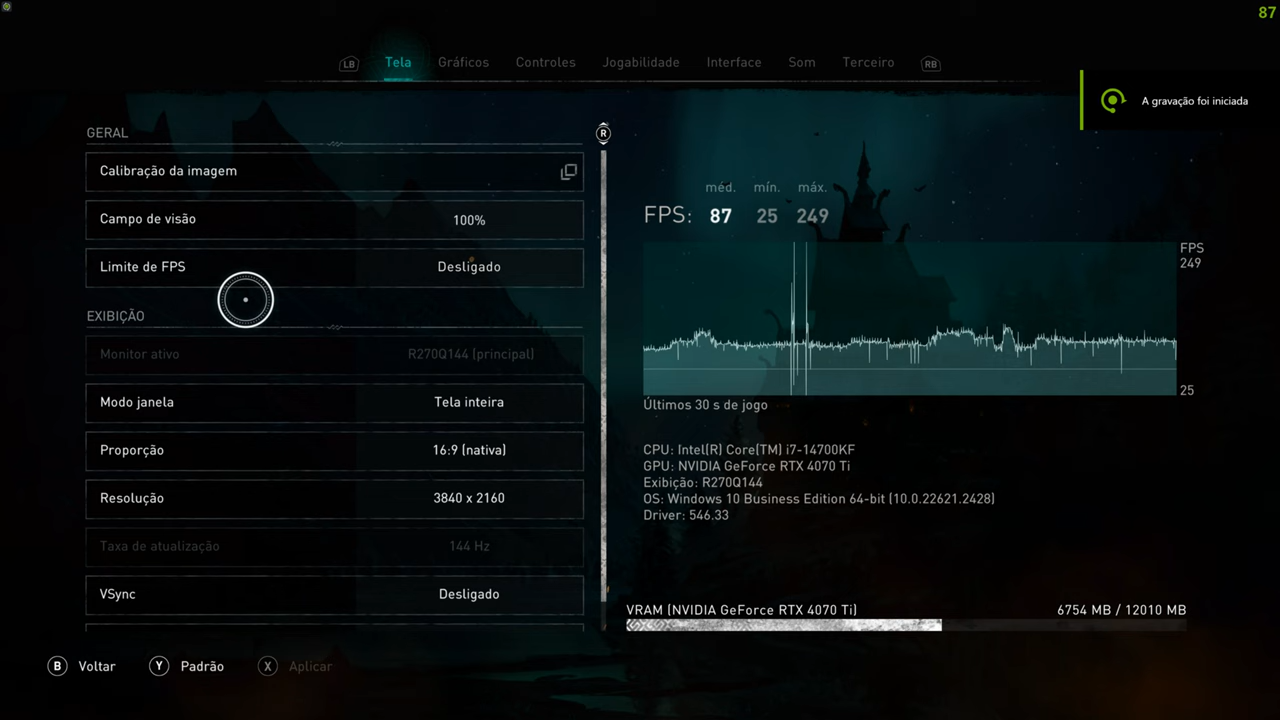 87
LB
Tela
Gráficos
Controles
Jogabilidade
Interface
Som
Terceiro
RB
A gravação foi iniciada
GERAL
R
Calibração da imagem
Campo de visão
100%
Limite de FPS
Desligado
EXIBIÇÃO
Monitor ativo
R270Q144 (principal)
Modo janela
Tela inteira
Proporção
16:9 (nativa)
Resolução
3840 x 2160
Taxa de atualização
144 Hz
VSync
Desligado
méd. mín. máx.
FPS: 87 25 249
FPS
249
25
Últimos 30 s de jogo
CPU: Intel(R) Core(TM) i7-14700KF
GPU: NVIDIA GeForce RTX 4070 Ti
Exibição: R270Q144
OS: Windows 10 Business Edition 64-bit (10.0.22621.2428)
Driver: 546.33
VRAM (NVIDIA GeForce RTX 4070 Ti)
6754 MB / 12010 MB
B Voltar
Y Padrão
X Aplicar